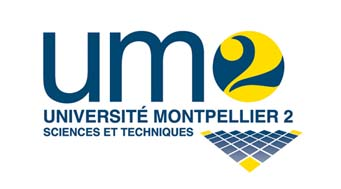 um2
UNIVERSITÉ MONTPELLIER 2
SCIENCES ET TECHNIQUES